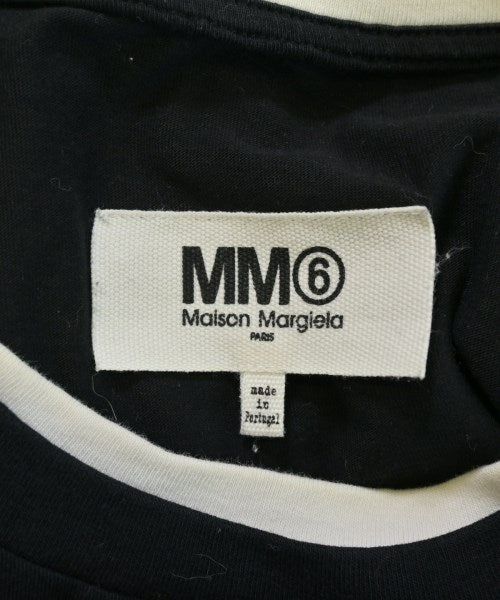 MM⑥
Maison Margiela
PARIS
made
in
Portugal